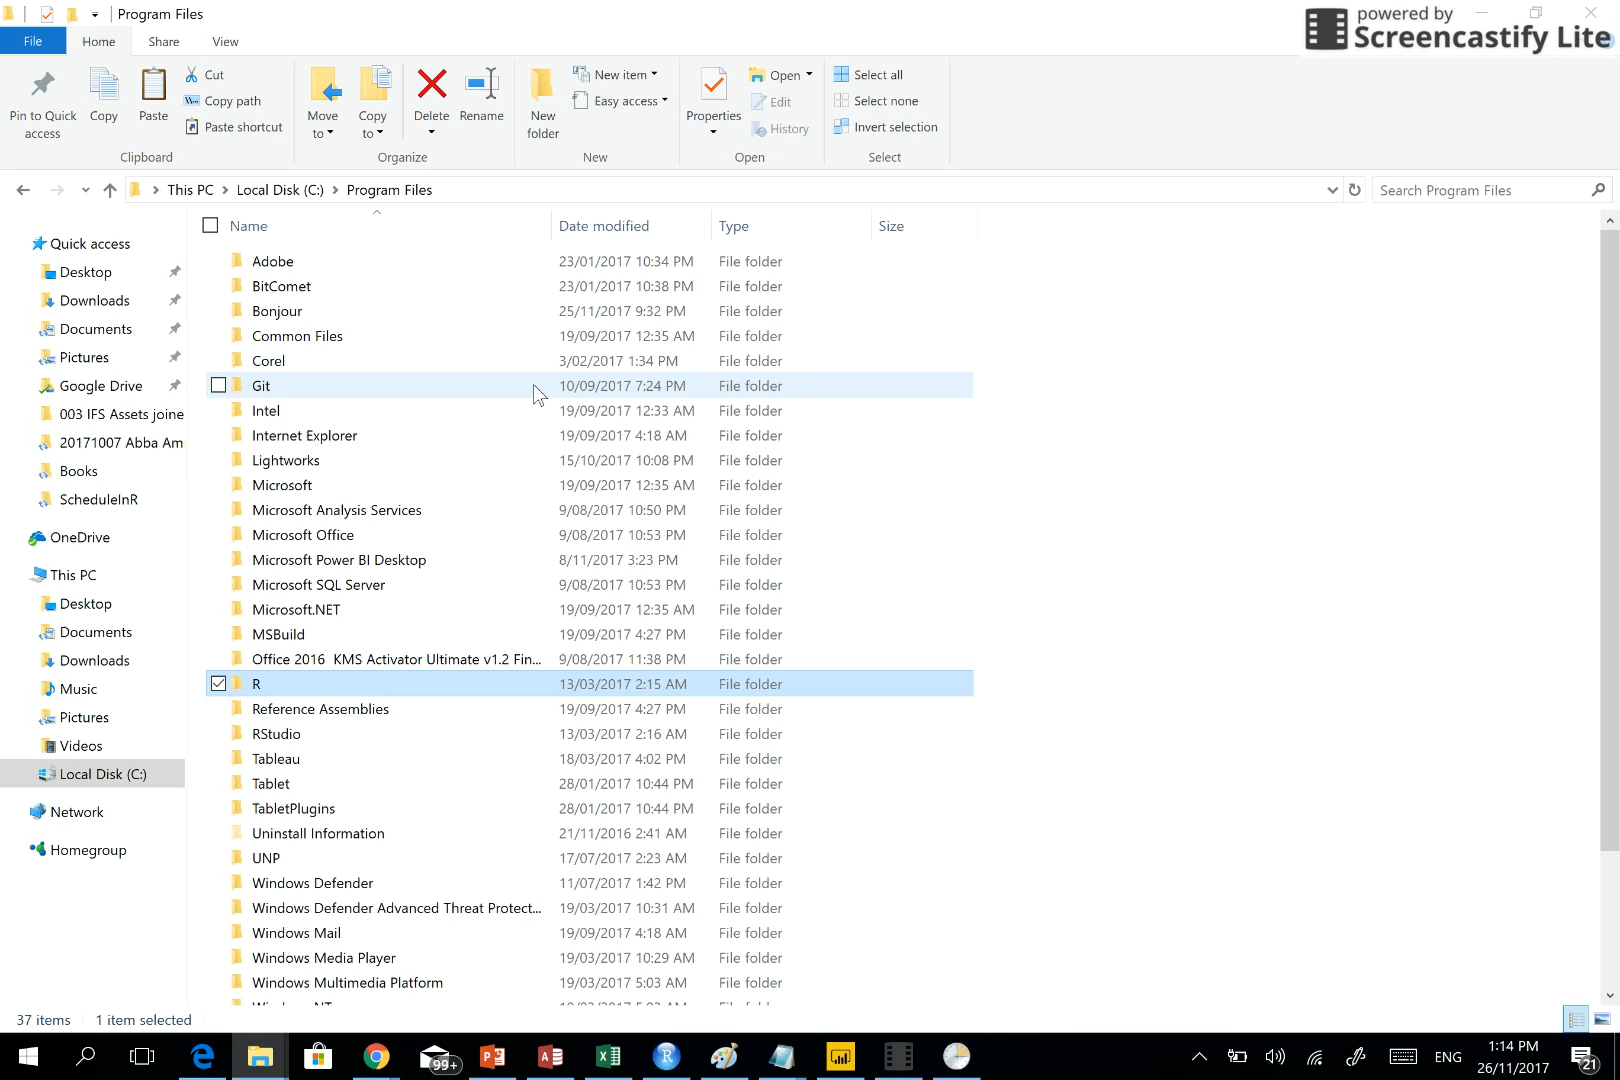 Program Files
powered by
Screencastify Lite
File
Home
Share
View
Pin to Quick access
Copy
Paste
Cut
Copy path
Paste shortcut
Clipboard
Move to
Copy to
Delete
Rename
Organize
New folder
New item
Easy access
New
Properties
Open
Edit
History
Open
Select all
Select none
Invert selection
Select
This PC
Local Disk (C:)
Program Files
Search Program Files
Quick access
Desktop
Downloads
Documents
Pictures
Google Drive
003 IFS Assets joine
20171007 Abba Am
Books
ScheduleInR
OneDrive
This PC
Desktop
Documents
Downloads
Music
Pictures
Videos
Local Disk (C:)
Network
Homegroup
Name Date modified Type Size
Adobe 23/01/2017 10:34 PM File folder
BitComet 23/01/2017 10:38 PM File folder
Bonjour 25/11/2017 9:32 PM File folder
Common Files 19/09/2017 12:35 AM File folder
Corel 3/02/2017 1:34 PM File folder
Git 10/09/2017 7:24 PM File folder
Intel 19/09/2017 12:33 AM File folder
Internet Explorer 19/09/2017 4:18 AM File folder
Lightworks 15/10/2017 10:08 PM File folder
Microsoft 19/09/2017 12:35 AM File folder
Microsoft Analysis Services 9/08/2017 10:50 PM File folder
Microsoft Office 9/08/2017 10:53 PM File folder
Microsoft Power BI Desktop 8/11/2017 3:23 PM File folder
Microsoft SQL Server 9/08/2017 10:53 PM File folder
Microsoft.NET 19/09/2017 12:35 AM File folder
MSBuild 19/09/2017 4:27 PM File folder
Office 2016 KMS Activator Ultimate v1.2 Fin... 9/08/2017 11:38 PM File folder
R 13/03/2017 2:15 AM File folder
Reference Assemblies 19/09/2017 4:27 PM File folder
RStudio 13/03/2017 2:16 AM File folder
Tableau 18/03/2017 4:02 PM File folder
Tablet 28/01/2017 10:44 PM File folder
TabletPlugins 28/01/2017 10:44 PM File folder
Uninstall Information 21/11/2016 2:41 AM File folder
UNP 17/07/2017 2:23 AM File folder
Windows Defender 11/07/2017 1:42 PM File folder
Windows Defender Advanced Threat Protect... 19/03/2017 10:31 AM File folder
Windows Mail 19/09/2017 4:18 AM File folder
Windows Media Player 19/03/2017 10:29 AM File folder
Windows Multimedia Platform 19/03/2017 5:03 AM File folder
37 items 1 item selected
99+
ENG
1:14 PM
26/11/2017
21